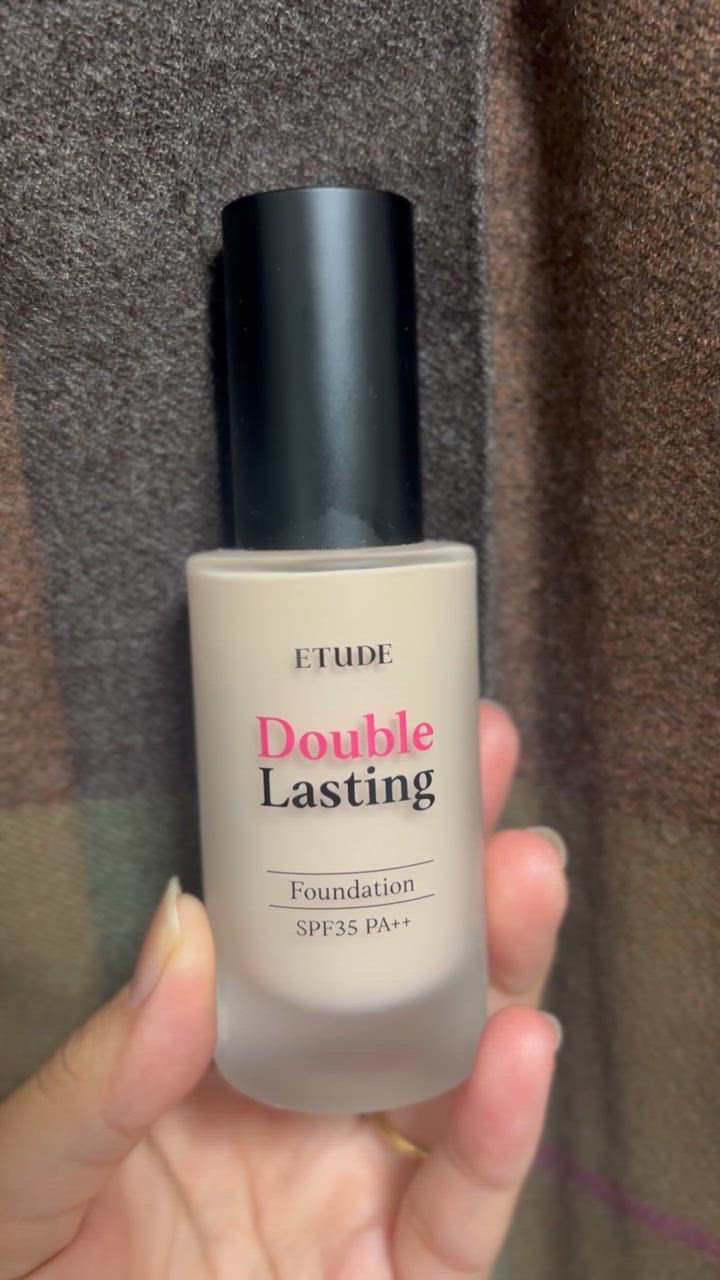 ETUDE
Double
Lasting
Foundation
SPF35 PA++